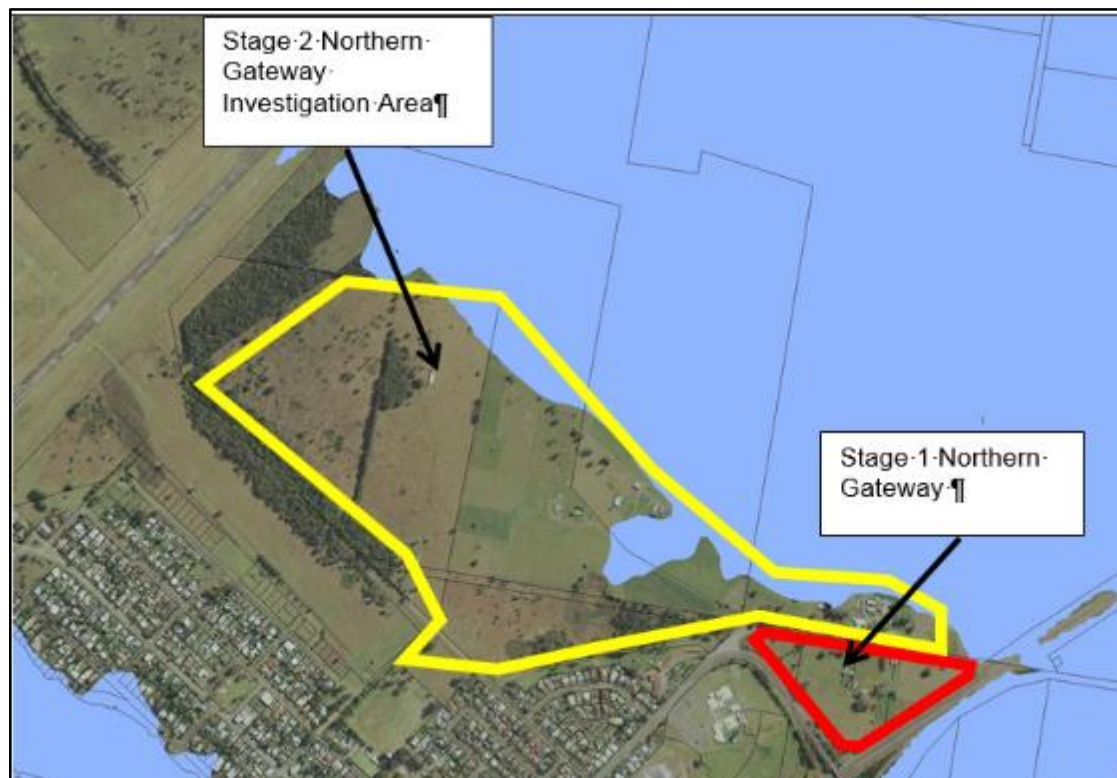 Stage·2·Northern·
Gateway·
Investigation·Area¶
Stage·1·Northern·
Gateway·¶